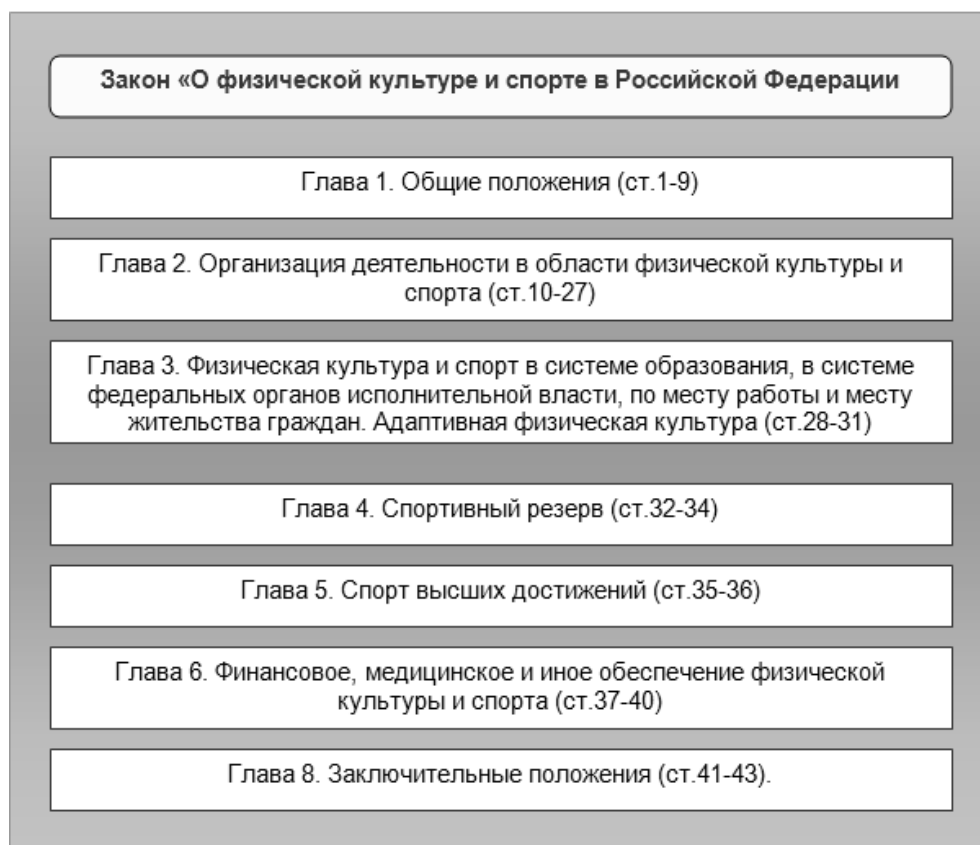 Закон «О физической культуре и спорте в Российской Федерации
Глава 1. Общие положения (ст.1-9)
Глава 2. Организация деятельности в области физической культуры и
спорта (ст.10-27)
Глава 3. Физическая культура и спорт в системе образования, в системе
федеральных органов исполнительной власти, по месту работы и месту
жительства граждан. Адаптивная физическая культура (ст.28-31)
Глава 4. Спортивный резерв (ст.32-34)
Глава 5. Спорт высших достижений (ст.35-36)
Глава 6. Финансовое, медицинское и иное обеспечение физической
культуры и спорта (ст.37-40)
Глава 8. Заключительные положения (ст.41-43).